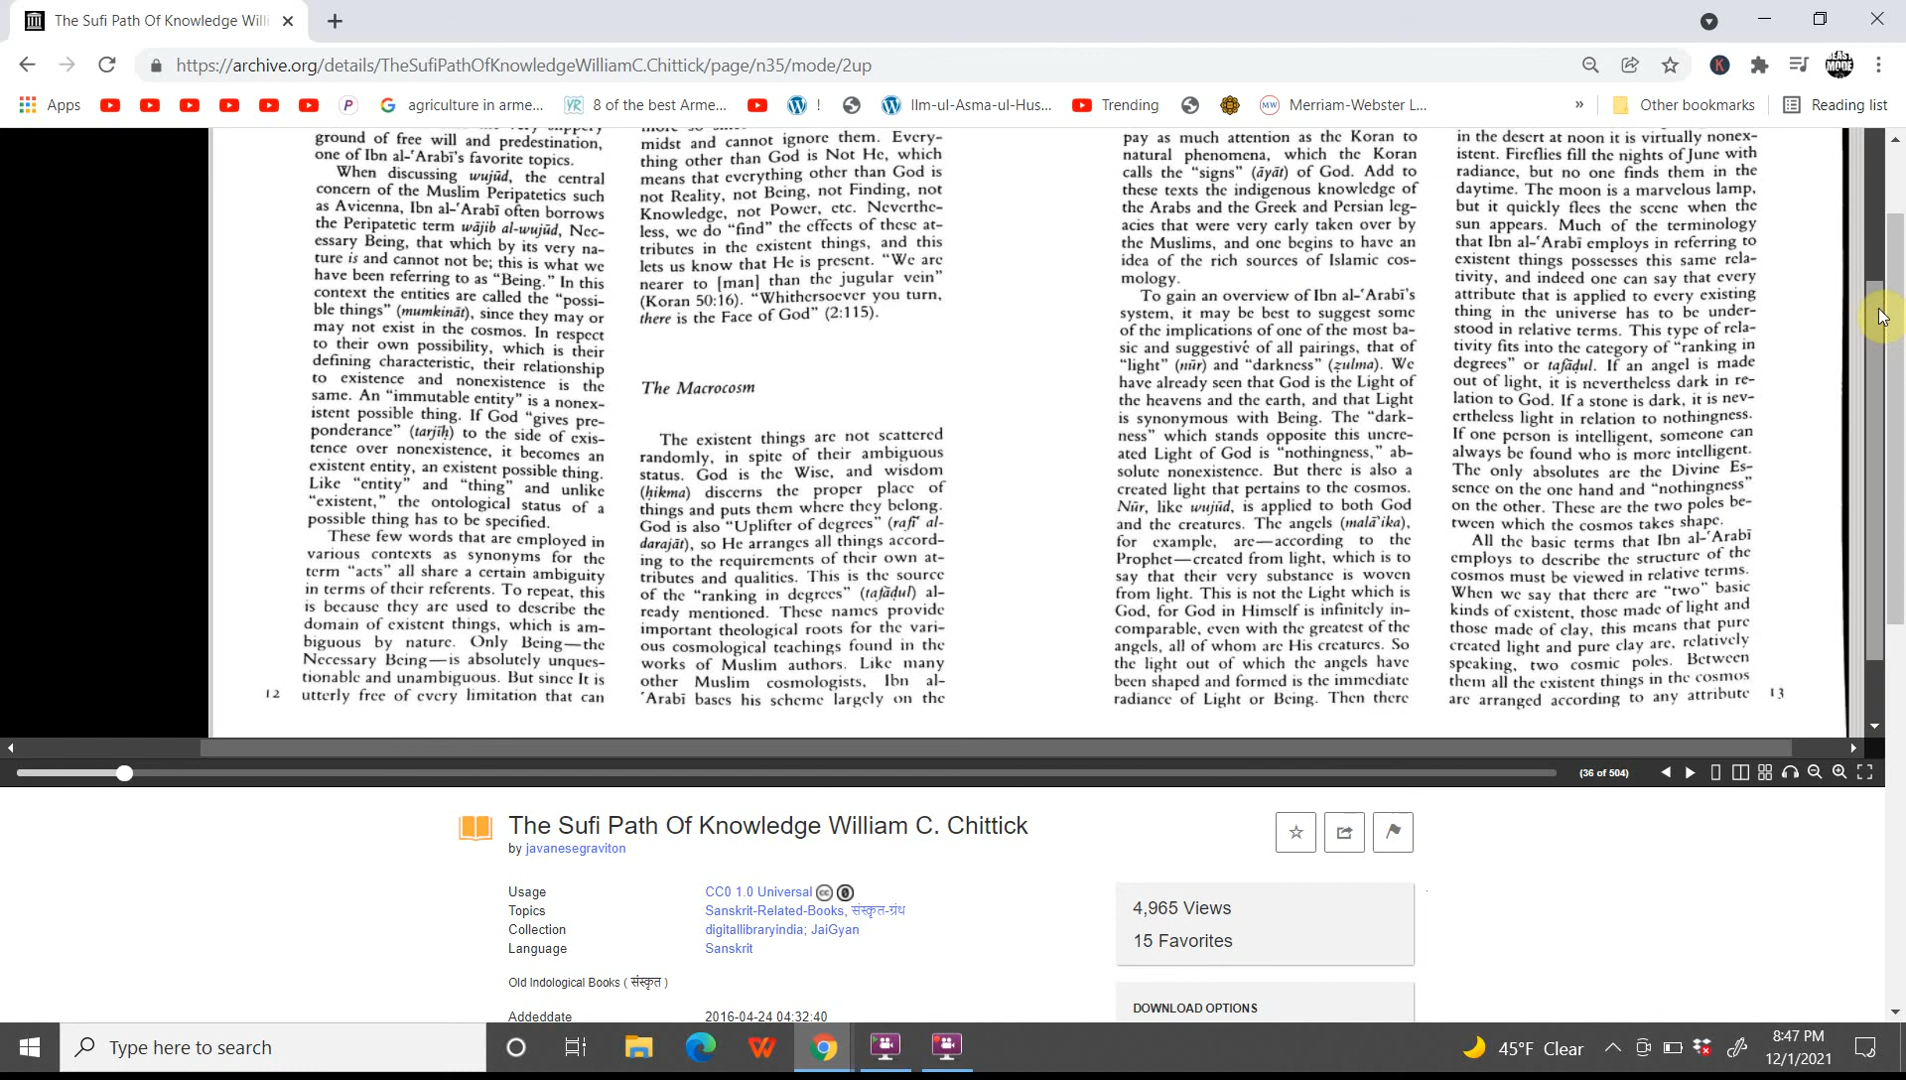 The Sufi Path Of Knowledge Willi
https://archive.org/details/TheSufiPathOfKnowledgeWilliamC.Chittick/page/n35/mode/2up
Apps
agriculture in arme...
8 of the best Arme...
!
Ilm-ul-Asma-ul-Hus...
Trending
Merriam-Webster L...
»
Other bookmarks
Reading list
ground of free will and predestination,
one of Ibn al-ʿArabī's favorite topics.
When discussing wujūd, the central
concern of the Muslim Peripatetics such
as Avicenna, Ibn al-ʿArabī often borrows
the Peripatetic term wājib al-wujūd, Nec-
essary Being, that which by its very na-
ture is and cannot not be; this is what we
have been referring to as "Being." In this
context the entities are called the "possi-
ble things" (mumkināt), since they may or
may not exist in the cosmos. In respect
to their own possibility, which is their
defining characteristic, their relationship
to existence and nonexistence is the
same. An "immutable entity" is a nonex-
istent possible thing. If God "gives pre-
ponderance" (tarjīḥ) to the side of exis-
tence over nonexistence, it becomes an
existent entity, an existent possible thing.
Like "entity" and "thing" and unlike
"existent," the ontological status of a
possible thing has to be specified.
These few words that are employed in
various contexts as synonyms for the
term "acts" all share a certain ambiguity
in terms of their referents. To repeat, this
is because they are used to describe the
domain of existent things, which is am-
biguous by nature. Only Being—the
Necessary Being—is absolutely unques-
tionable and unambiguous. But since It is
utterly free of every limitation that can
12
midst and cannot ignore them. Every-
thing other than God is Not He, which
means that everything other than God is
not Reality, not Being, not Finding, not
Knowledge, not Power, etc. Neverthe-
less, we do "find" the effects of these at-
tributes in the existent things, and this
lets us know that He is present. "We are
nearer to [man] than the jugular vein"
(Koran 50:16). "Whithersoever you turn,
there is the Face of God" (2:115).
The Macrocosm
The existent things are not scattered
randomly, in spite of their ambiguous
status. God is the Wise, and wisdom
(ḥikma) discerns the proper place of
things and puts them where they belong.
God is also "Uplifter of degrees" (rafīʿ al-
darajāt), so He arranges all things accord-
ing to the requirements of their own at-
tributes and qualities. This is the source
of the "ranking in degrees" (tafāḍul) al-
ready mentioned. These names provide
important theological roots for the vari-
ous cosmological teachings found in the
works of Muslim authors. Like many
other Muslim cosmologists, Ibn al-
ʿArabī bases his scheme largely on the
pay as much attention as the Koran to
natural phenomena, which the Koran
calls the "signs" (āyāt) of God. Add to
these texts the indigenous knowledge of
the Arabs and the Greek and Persian leg-
acies that were very early taken over by
the Muslims, and one begins to have an
idea of the rich sources of Islamic cos-
mology.
To gain an overview of Ibn al-ʿArabī's
system, it may be best to suggest some
of the implications of one of the most ba-
sic and suggestive of all pairings, that of
"light" (nūr) and "darkness" (ẓulma). We
have already seen that God is the Light of
the heavens and the earth, and that Light
is synonymous with Being. The "dark-
ness" which stands opposite this uncre-
ated Light of God is "nothingness," ab-
solute nonexistence. But there is also a
created light that pertains to the cosmos.
Nūr, like wujūd, is applied to both God
and the creatures. The angels (malāʾika),
for example, are—according to the
Prophet—created from light, which is to
say that their very substance is woven
from light. This is not the Light which is
God, for God in Himself is infinitely in-
comparable, even with the greatest of the
angels, all of whom are His creatures. So
the light out of which the angels have
been shaped and formed is the immediate
radiance of Light or Being. Then there
in the desert at noon it is virtually nonex-
istent. Fireflies fill the nights of June with
radiance, but no one finds them in the
daytime. The moon is a marvelous lamp,
but it quickly flees the scene when the
sun appears. Much of the terminology
that Ibn al-ʿArabī employs in referring to
existent things possesses this same rela-
tivity, and indeed one can say that every
attribute that is applied to every existing
thing in the universe has to be under-
stood in relative terms. This type of rela-
tivity fits into the category of "ranking in
degrees" or tafāḍul. If an angel is made
out of light, it is nevertheless dark in re-
lation to God. If a stone is dark, it is nev-
ertheless light in relation to nothingness.
If one person is intelligent, someone can
always be found who is more intelligent.
The only absolutes are the Divine Es-
sence on the one hand and "nothingness"
on the other. These are the two poles be-
tween which the cosmos takes shape.
All the basic terms that Ibn al-ʿArabī
employs to describe the structure of the
cosmos must be viewed in relative terms.
When we say that there are "two" basic
kinds of existent, those made of light and
those made of clay, this means that pure
created light and pure clay are, relatively
speaking, two cosmic poles. Between
them all the existent things in the cosmos
are arranged according to any attribute
13
(36 of 504)
The Sufi Path Of Knowledge William C. Chittick
by javanesegraviton
Usage CC0 1.0 Universal
Topics Sanskrit-Related-Books, संस्कृत-ग्रंथ
Collection digitallibraryindia; JaiGyan
Language Sanskrit
Old Indological Books ( संस्कृत )
Addeddate 2016-04-24 04:32:40
4,965 Views
15 Favorites
DOWNLOAD OPTIONS
Type here to search
45°F Clear
8:47 PM
12/1/2021